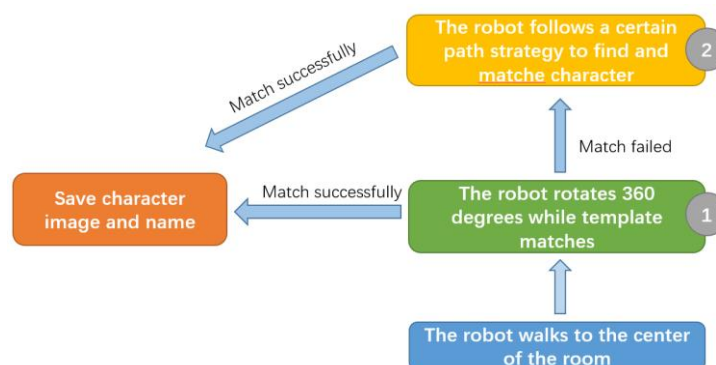 The robot follows a certain
path strategy to find and
matche character
2
Match successfully
Match failed
Save character
image and name
Match successfully
The robot rotates 360
degrees while template
matches
1
The robot walks to the center
of the room